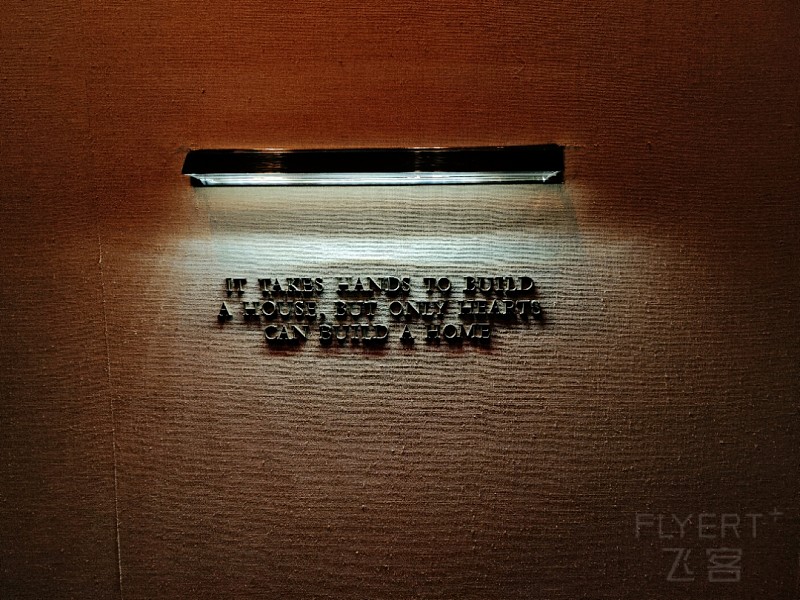 IT TAKES HANDS TO BUILD
A HOUSE, BUT ONLY HEARTS
CAN BUILD A HOME
FLYERT+
飞客